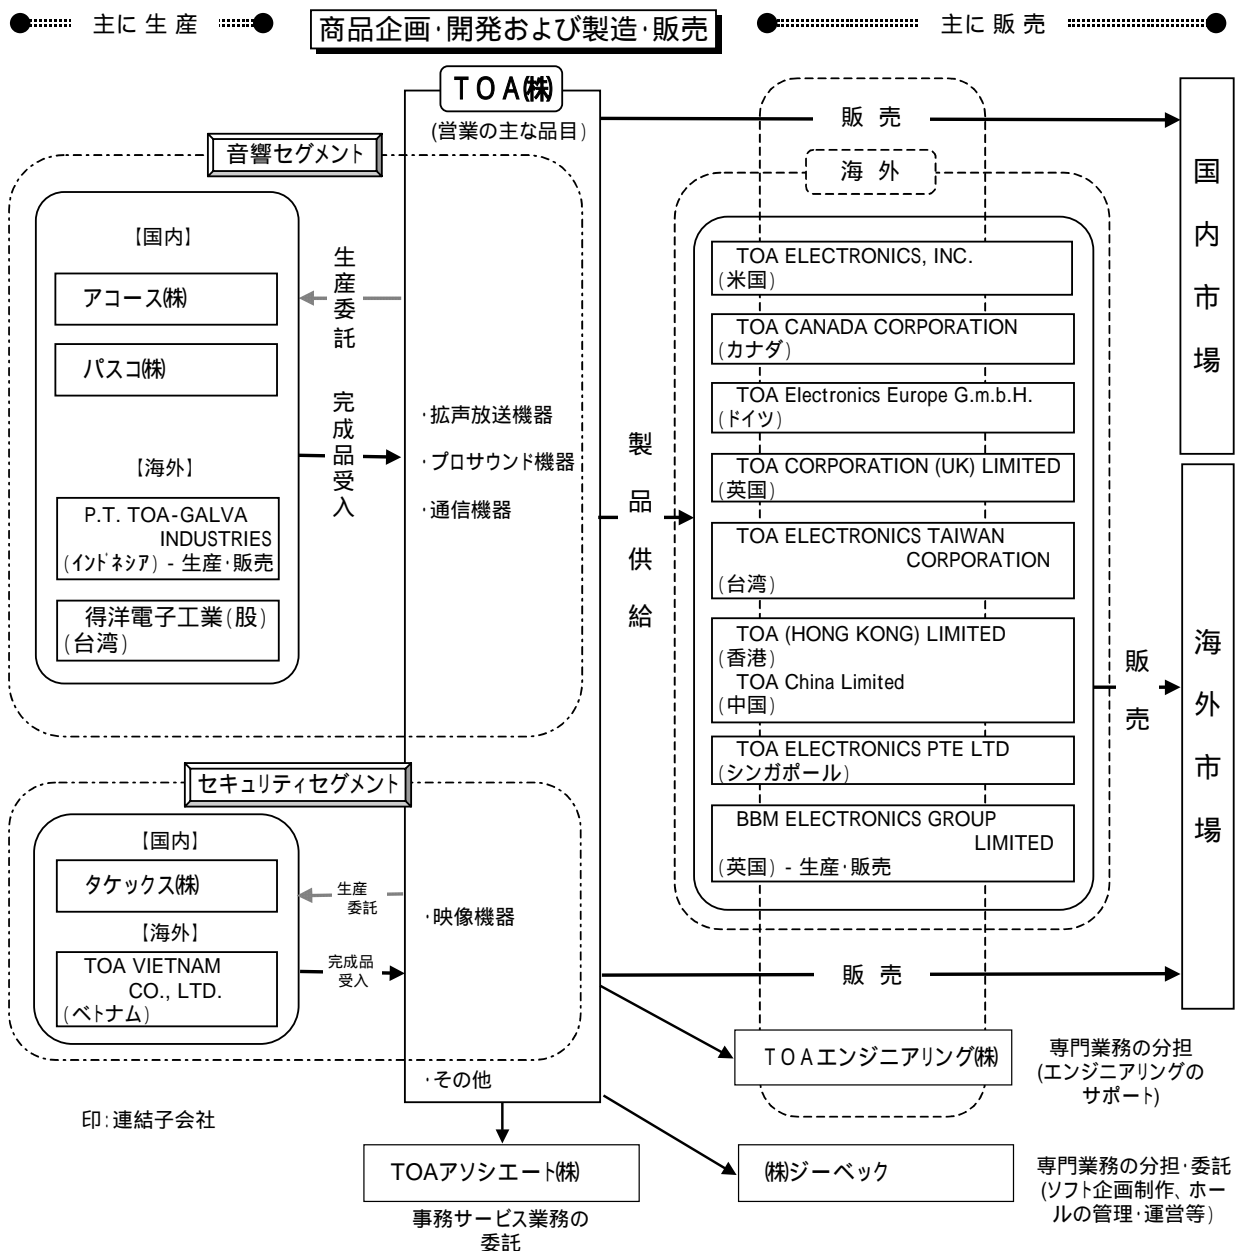 主に 生 産
商品企画･開発および製造･販売
主に 販 売
TOA㈱
(営業の主な品目)
音響セグメント
【国内】
アコース㈱
パスコ㈱
【海外】
P.T. TOA-GALVA
INDUSTRIES
(インドネシア) - 生産･販売
得洋電子工業(股)
(台湾)
生産委託
完成品受入
･拡声放送機器
･プロサウンド機器
･通信機器
セキュリティセグメント
【国内】
タケックス㈱
【海外】
TOA VIETNAM
CO., LTD.
(ベトナム)
生産
委託
完成品
受入
･映像機器
･その他
製品供給
販 売
海 外
TOA ELECTRONICS, INC.
(米国)
TOA CANADA CORPORATION
(カナダ)
TOA Electronics Europe G.m.b.H.
(ドイツ)
TOA CORPORATION (UK) LIMITED
(英国)
TOA ELECTRONICS TAIWAN
CORPORATION
(台湾)
TOA (HONG KONG) LIMITED
(香港)
TOA China Limited
(中国)
TOA ELECTRONICS PTE LTD
(シンガポール)
BBM ELECTRONICS GROUP
LIMITED
(英国) - 生産･販売
販売
販 売
国内市場
海外市場
TOAエンジニアリング㈱
専門業務の分担
(エンジニアリングの
サポート)
印:連結子会社
TOAアソシエート㈱
事務サービス業務の
委託
㈱ジーベック
専門業務の分担･委託
(ソフト企画制作、ホー
ルの管理･運営等)